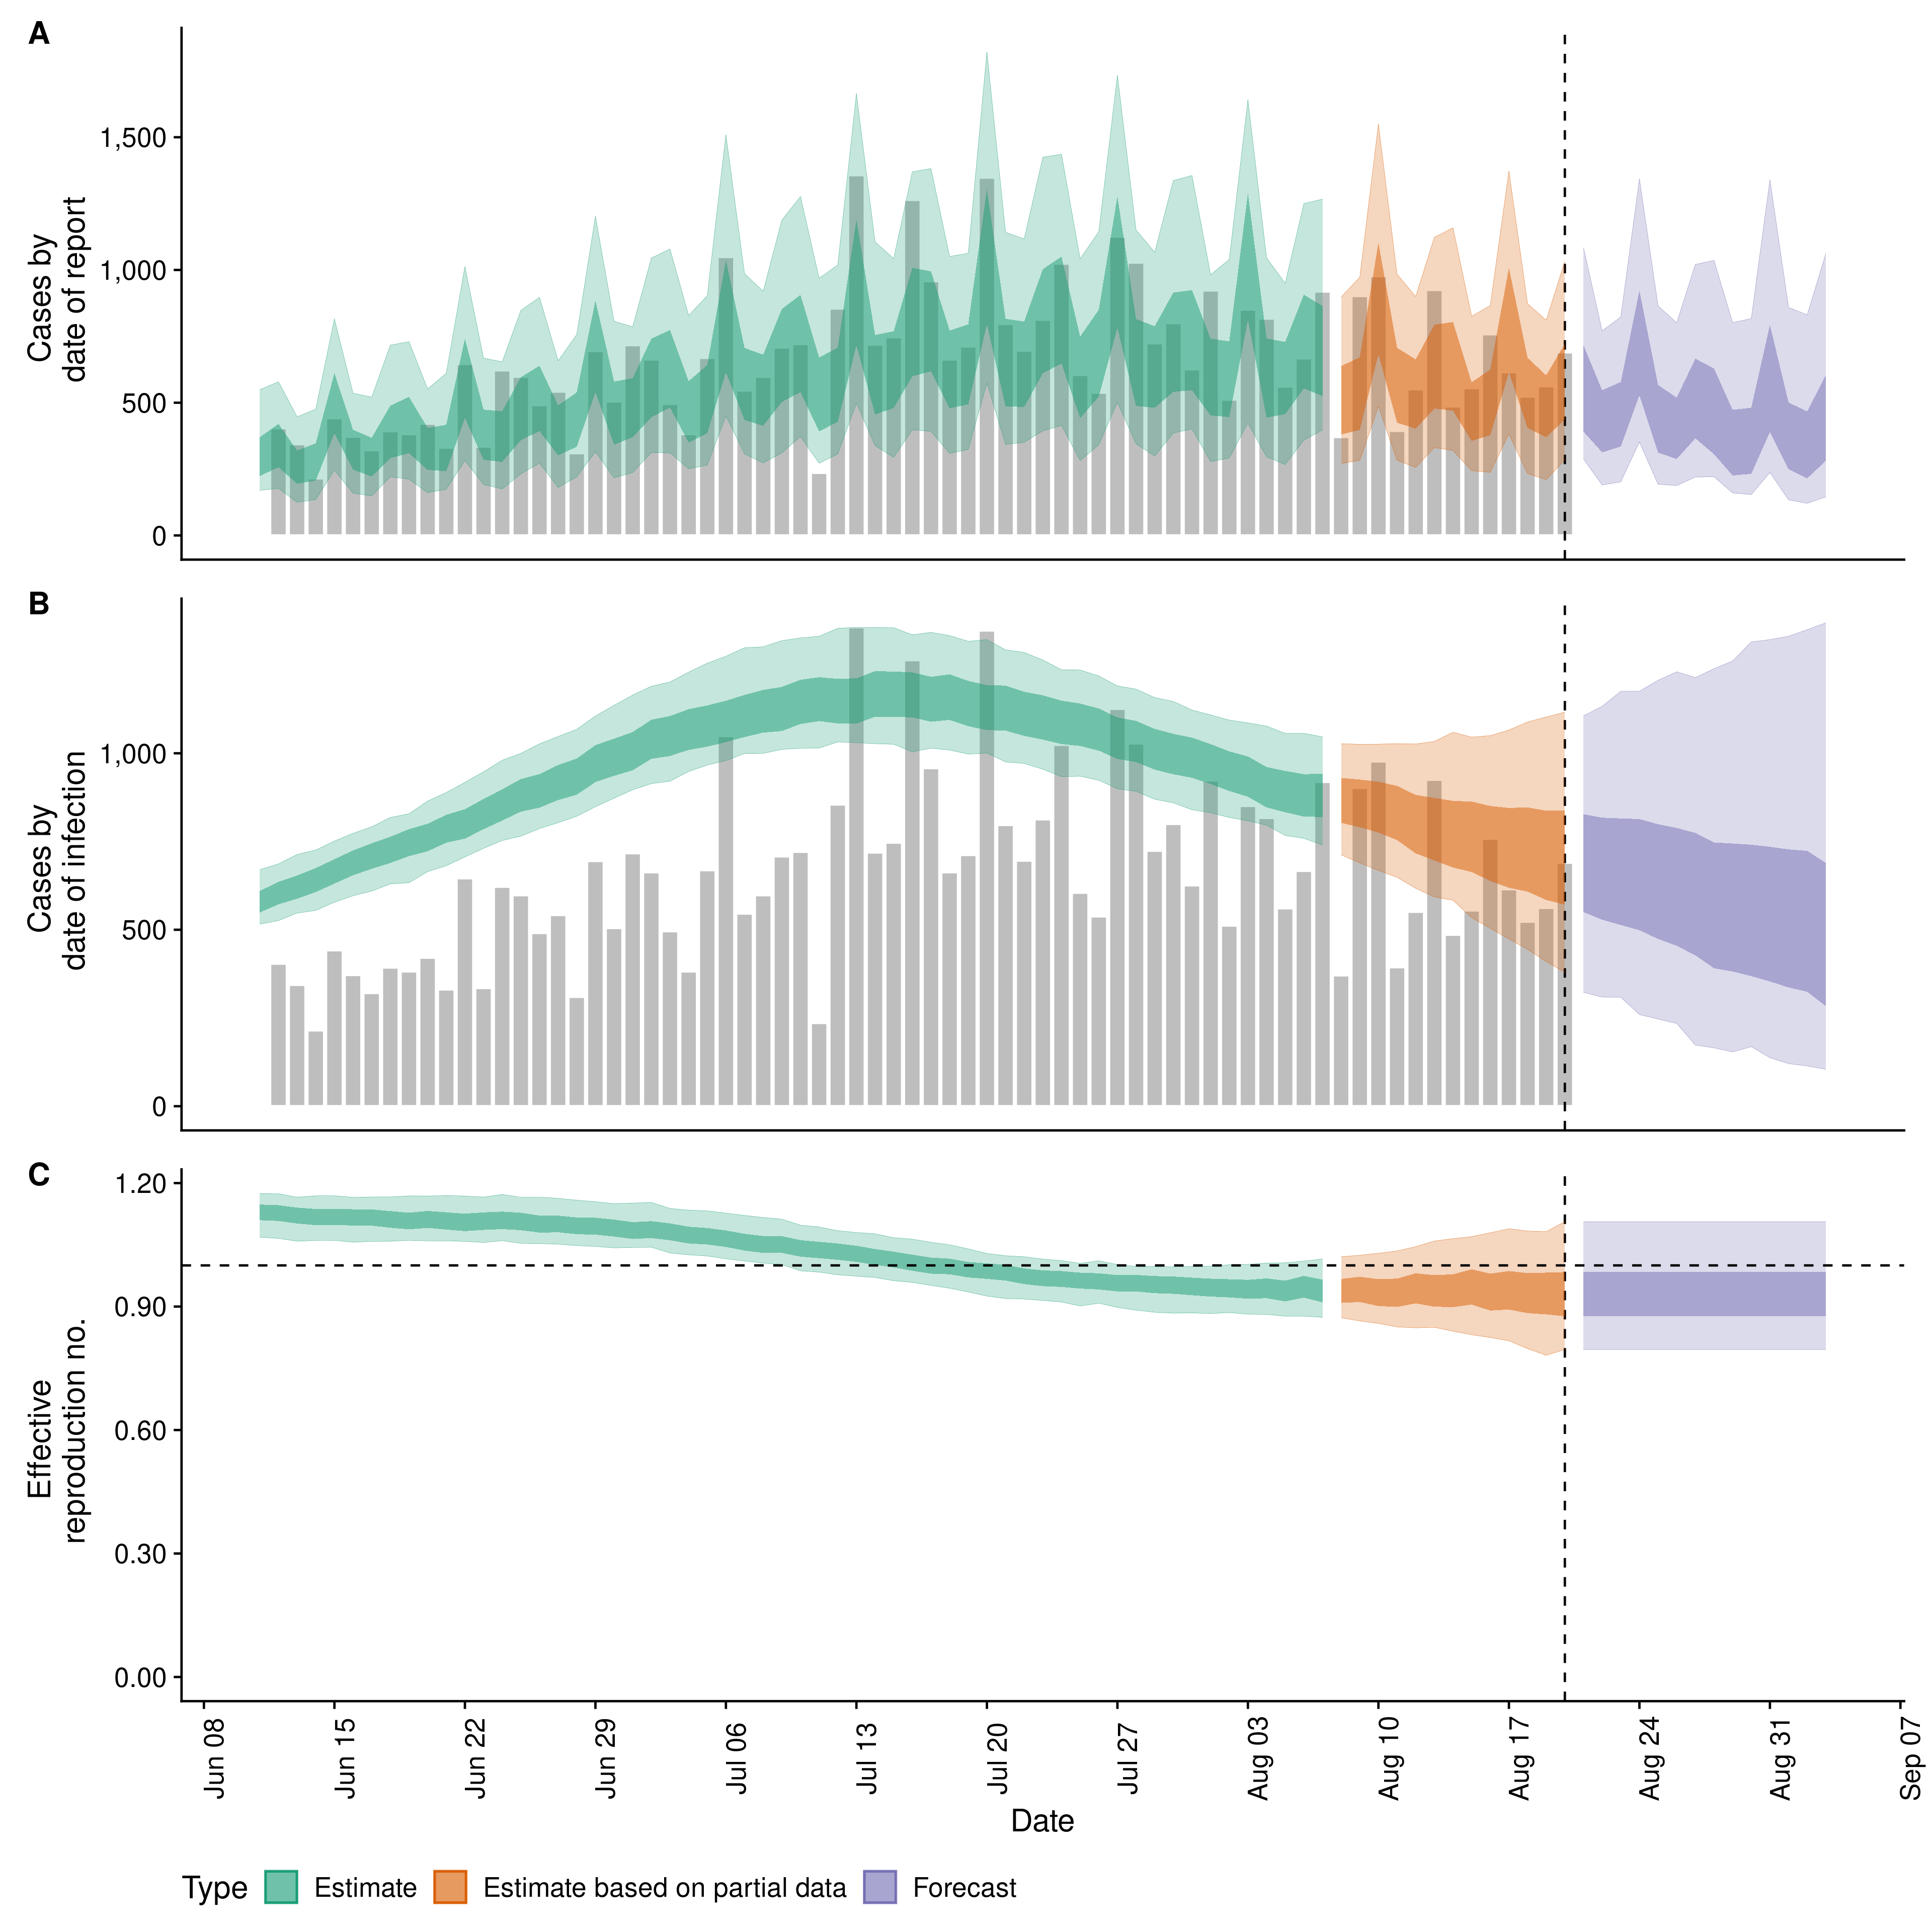 A
Cases by
date of report
1,500
1,000
500
0
B
Cases by
date of infection
1,000
500
0
C
Effective
reproduction no.
1.20
0.90
0.60
0.30
0.00
Jun 08
Jun 15
Jun 22
Jun 29
Jul 06
Jul 13
Jul 20
Jul 27
Aug 03
Aug 10
Aug 17
Aug 24
Aug 31
Sep 07
Date
Type Estimate Estimate based on partial data Forecast